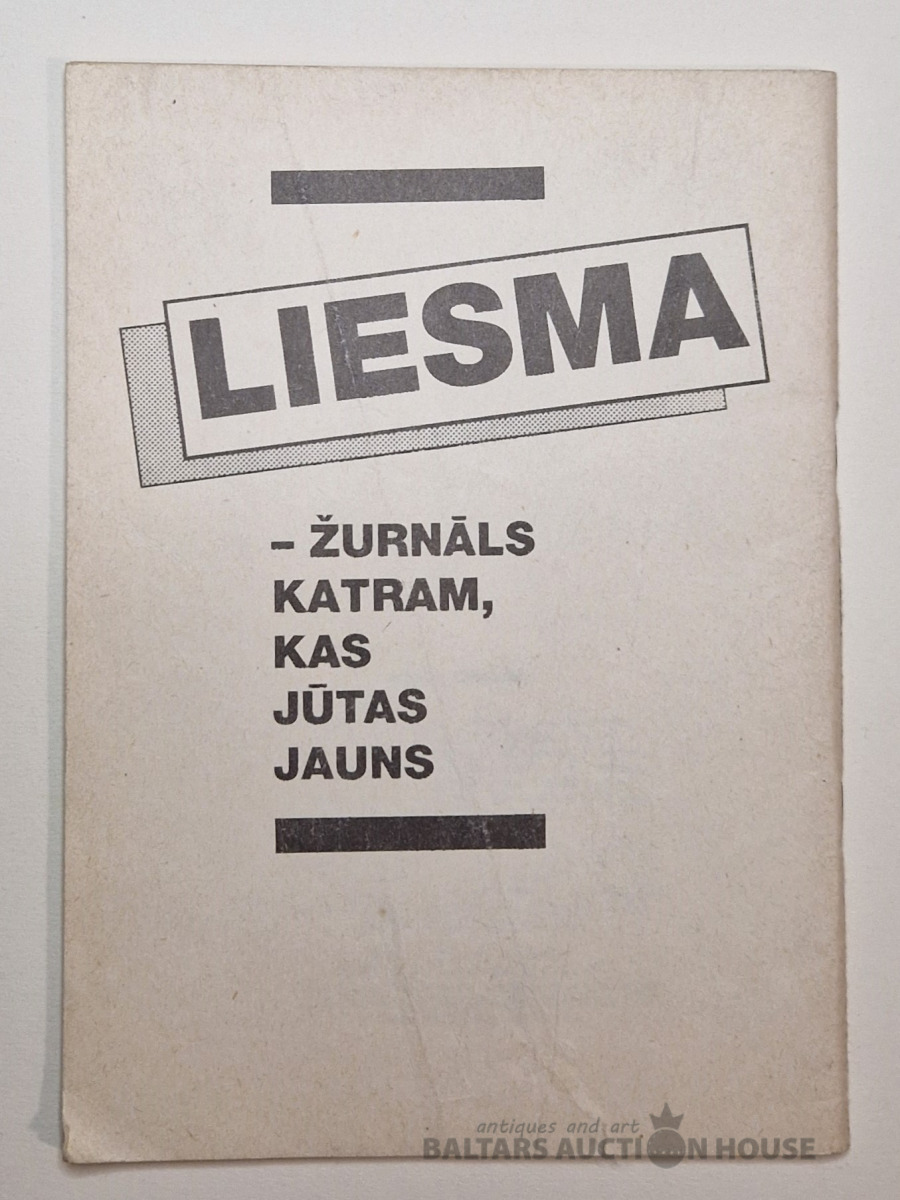 LIESMA
– ŽURNĀLS
KATRAM,
KAS
JŪTAS
JAUNS
antiques and art
BALTARS AUCTION HOUSE